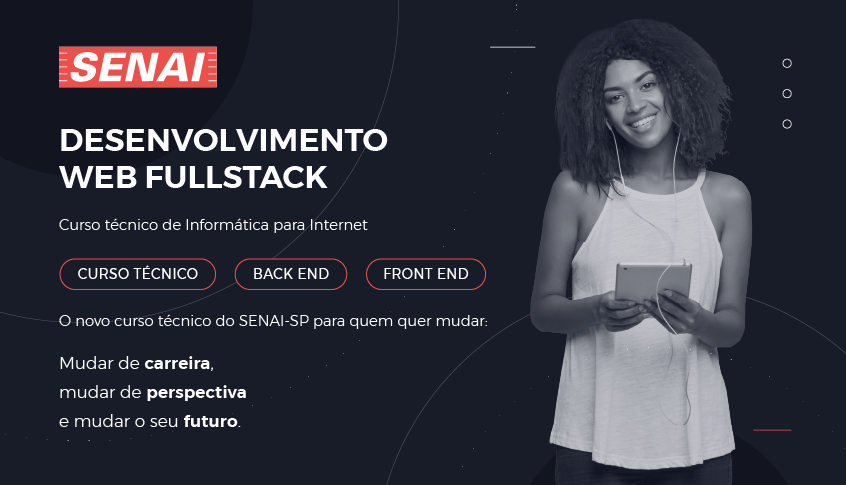 SENAI
DESENVOLVIMENTO
WEB FULLSTACK
Curso técnico de Informática para Internet
CURSO TÉCNICO
BACK END
FRONT END
O novo curso técnico do SENAI-SP para quem quer mudar:
Mudar de carreira,
mudar de perspectiva
e mudar o seu futuro.